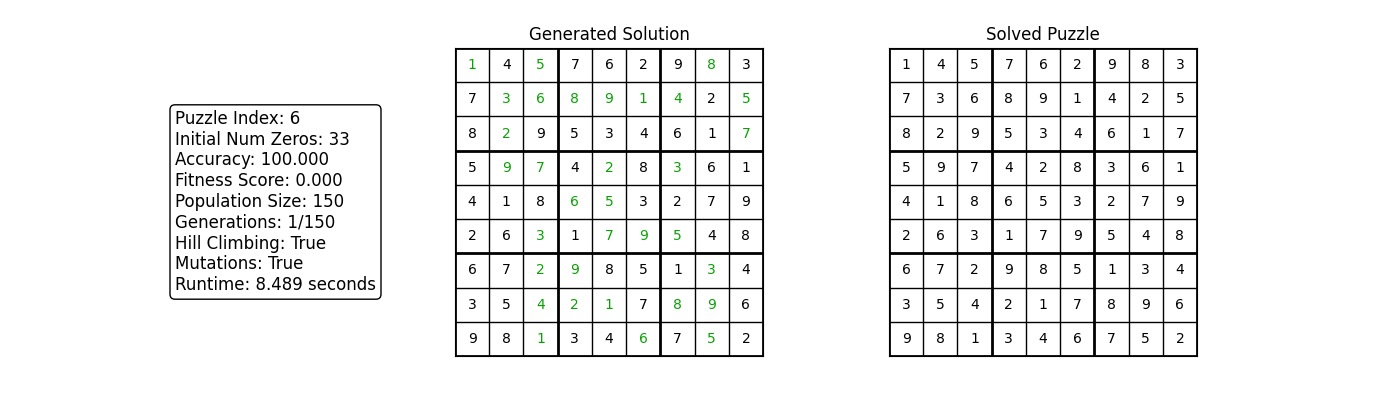 Puzzle Index: 6
Initial Num Zeros: 33
Accuracy: 100.000
Fitness Score: 0.000
Population Size: 150
Generations: 1/150
Hill Climbing: True
Mutations: True
Runtime: 8.489 seconds
Generated Solution
1 4 5 7 6 2 9 8 3
7 3 6 8 9 1 4 2 5
8 2 9 5 3 4 6 1 7
5 9 7 4 2 8 3 6 1
4 1 8 6 5 3 2 7 9
2 6 3 1 7 9 5 4 8
6 7 2 9 8 5 1 3 4
3 5 4 2 1 7 8 9 6
9 8 1 3 4 6 7 5 2
Solved Puzzle
1 4 5 7 6 2 9 8 3
7 3 6 8 9 1 4 2 5
8 2 9 5 3 4 6 1 7
5 9 7 4 2 8 3 6 1
4 1 8 6 5 3 2 7 9
2 6 3 1 7 9 5 4 8
6 7 2 9 8 5 1 3 4
3 5 4 2 1 7 8 9 6
9 8 1 3 4 6 7 5 2